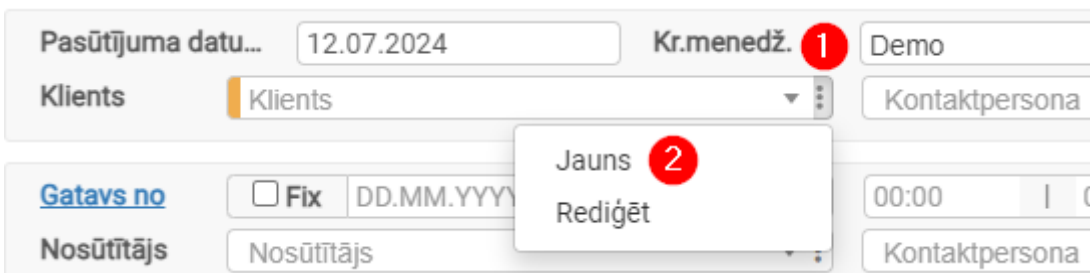 Pasūtījuma datu... 12.07.2024 Kr.menedž. 1 Demo
Klients Klients Kontaktpersona
Jauns 2
Rediģēt
Gatavs no Fix DD.MM.YYYY 00:00 |
Nosūtītājs Nosūtītājs Kontaktpersona